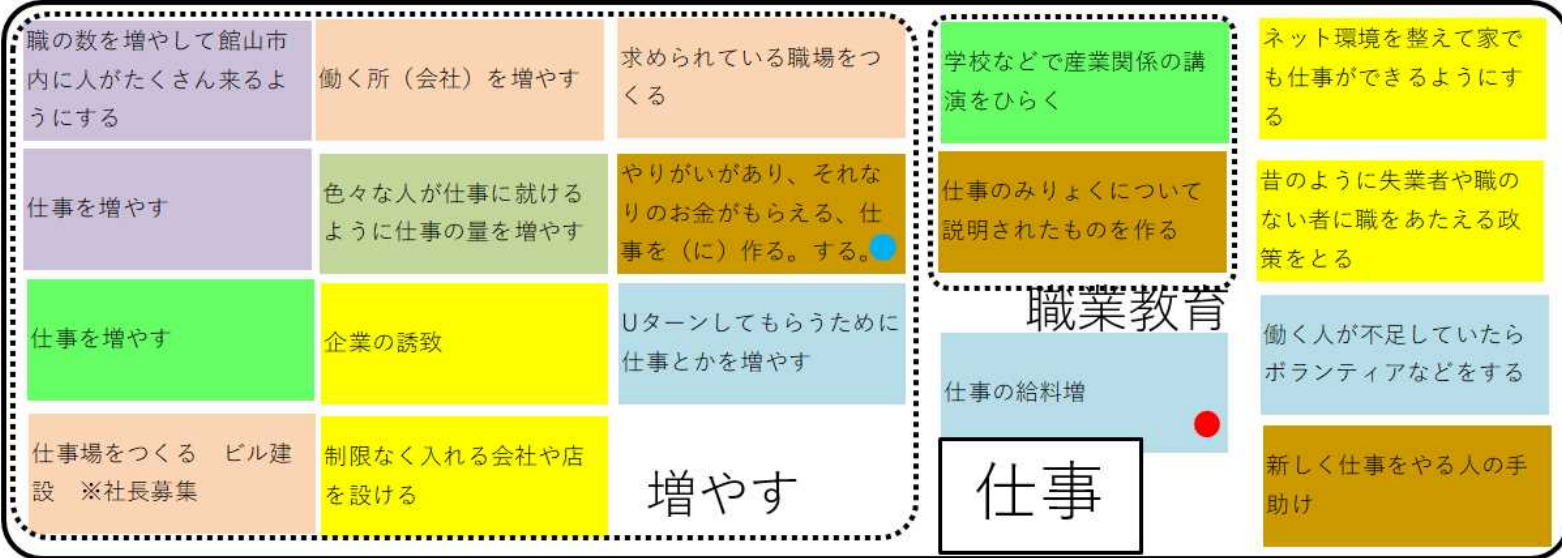 職の数を増やして館山市
内に人がたくさん来るよ
うにする
働く所（会社）を増やす
求められている職場をつ
くる
仕事を増やす
色々な人が仕事に就ける
ように仕事の量を増やす
やりがいがあり、それな
りのお金がもらえる、仕
事を（に）作る。する。
仕事を増やす
企業の誘致
Uターンしてもらうために
仕事とかを増やす
仕事場をつくる　ビル建
設　※社長募集
制限なく入れる会社や店
を設ける
増やす
学校などで産業関係の講
演をひらく
仕事のみりょくについて
説明されたものを作る
職業教育
仕事の給料増
仕事
ネット環境を整えて家で
も仕事ができるようにす
る
昔のように失業者や職の
ない者に職をあたえる政
策をとる
働く人が不足していたら
ボランティアなどをする
新しく仕事をやる人の手
助け